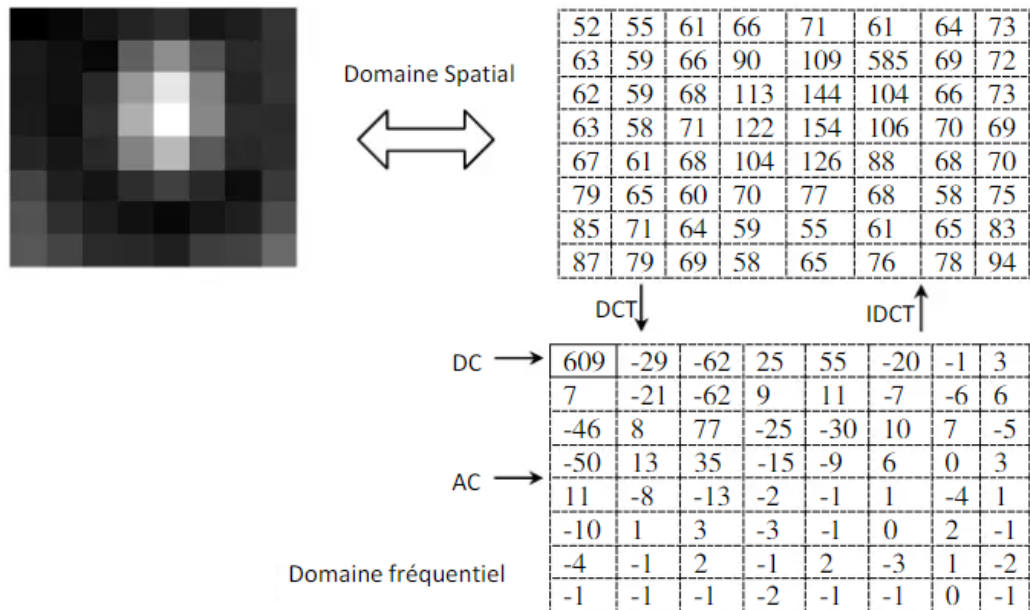 Domaine Spatial
52 55 61 66 71 61 64 73
63 59 66 90 109 585 69 72
62 59 68 113 144 104 66 73
63 58 71 122 154 106 70 69
67 61 68 104 126 88 68 70
79 65 60 70 77 68 58 75
85 71 64 59 55 61 65 83
87 79 69 58 65 76 78 94
DCT IDCT
DC
609 -29 -62 25 55 -20 -1 3
7 -21 -62 9 11 -7 -6 6
-46 8 77 -25 -30 10 7 -5
-50 13 35 -15 -9 6 0 3
AC
11 -8 -13 -2 -1 1 -4 1
-10 1 3 -3 -1 0 2 -1
-4 -1 2 -1 2 -3 1 -2
-1 -1 -1 -2 -1 -1 0 -1
Domaine fréquentiel